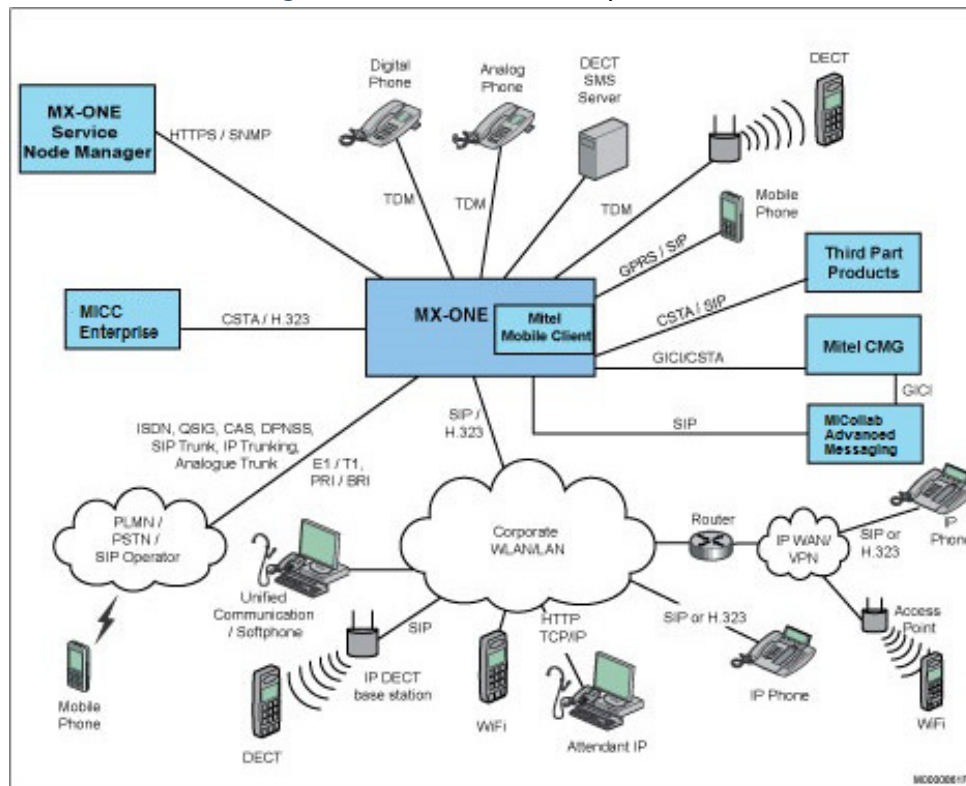 Digital
Phone
Analog
Phone
DECT
SMS
Server
DECT
MX-ONE
Service
Node Manager
HTTPS / SNMP
TDM
TDM
TDM
Mobile
Phone
GPRS / SIP
Third Part
Products
MICC
Enterprise
CSTA / H.323
MX-ONE
Mitel
Mobile Client
CSTA / SIP
GICI/CSTA
Mitel CMG
GICI
SIP
MiCollab
Advanced
Messaging
ISDN, QSIG, CAS, DPNSS,
SIP Trunk, IP Trunking,
Analogue Trunk
E1 / T1,
PRI / BRI
SIP /
H.323
PLMN /
PSTN /
SIP Operator
Corporate
WLAN/LAN
Router
IP WAN/
VPN
SIP or
H.323
IP
Phone
Unified
Communication
/ Softphone
SIP
IP DECT
base station
HTTP
TCP/IP
SIP or H.323
Access
Point
Mobile
Phone
DECT
WiFi
Attendant IP
IP Phone
WiFi